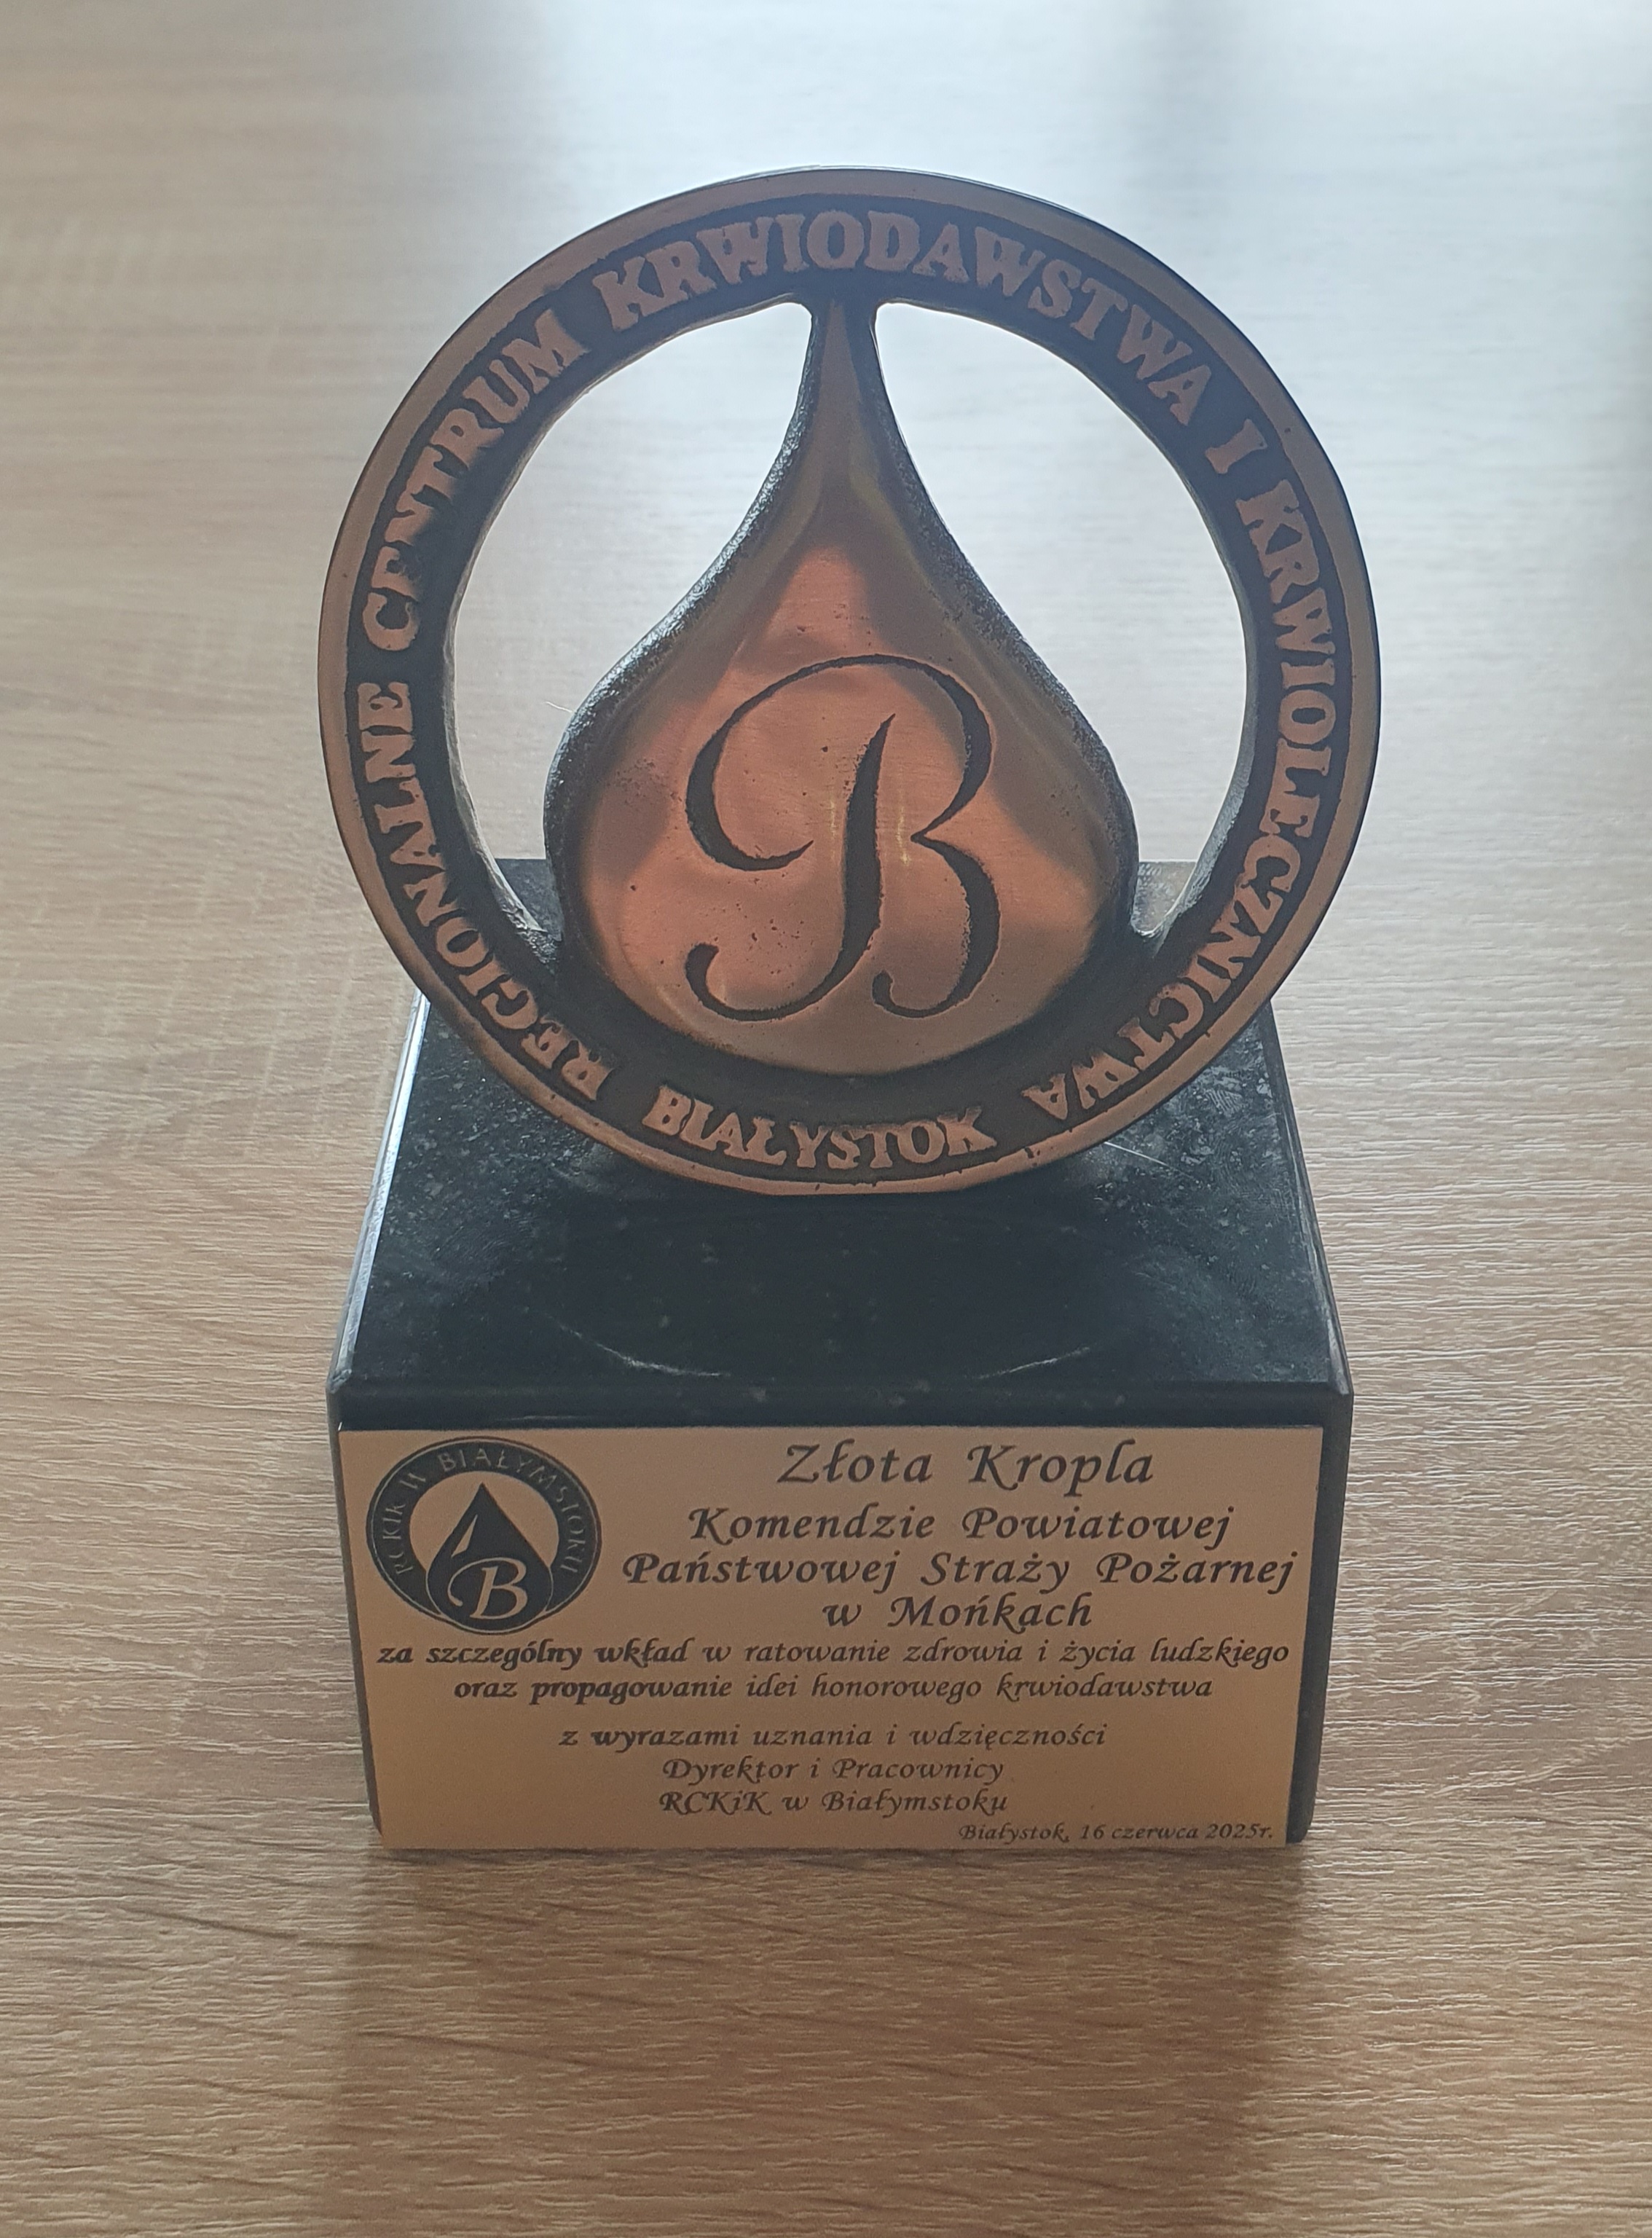 REGIONALNE CENTRUM KRWIODAWSTWA I KRWIOLECZNICTWA
BIAŁYSTOK
B
RCKIK W BIAŁYMSTOKU
B
Złota Kropla
Komendzie Powiatowej
Państwowej Straży Pożarnej
w Mońkach
za szczególny wkład w ratowanie zdrowia i życia ludzkiego
oraz propagowanie idei honorowego krwiodawstwa
z wyrazami uznania i wdzięczności
Dyrektor i Pracownicy
RCKiK w Białymstoku
Białystok, 16 czerwca 2025r.